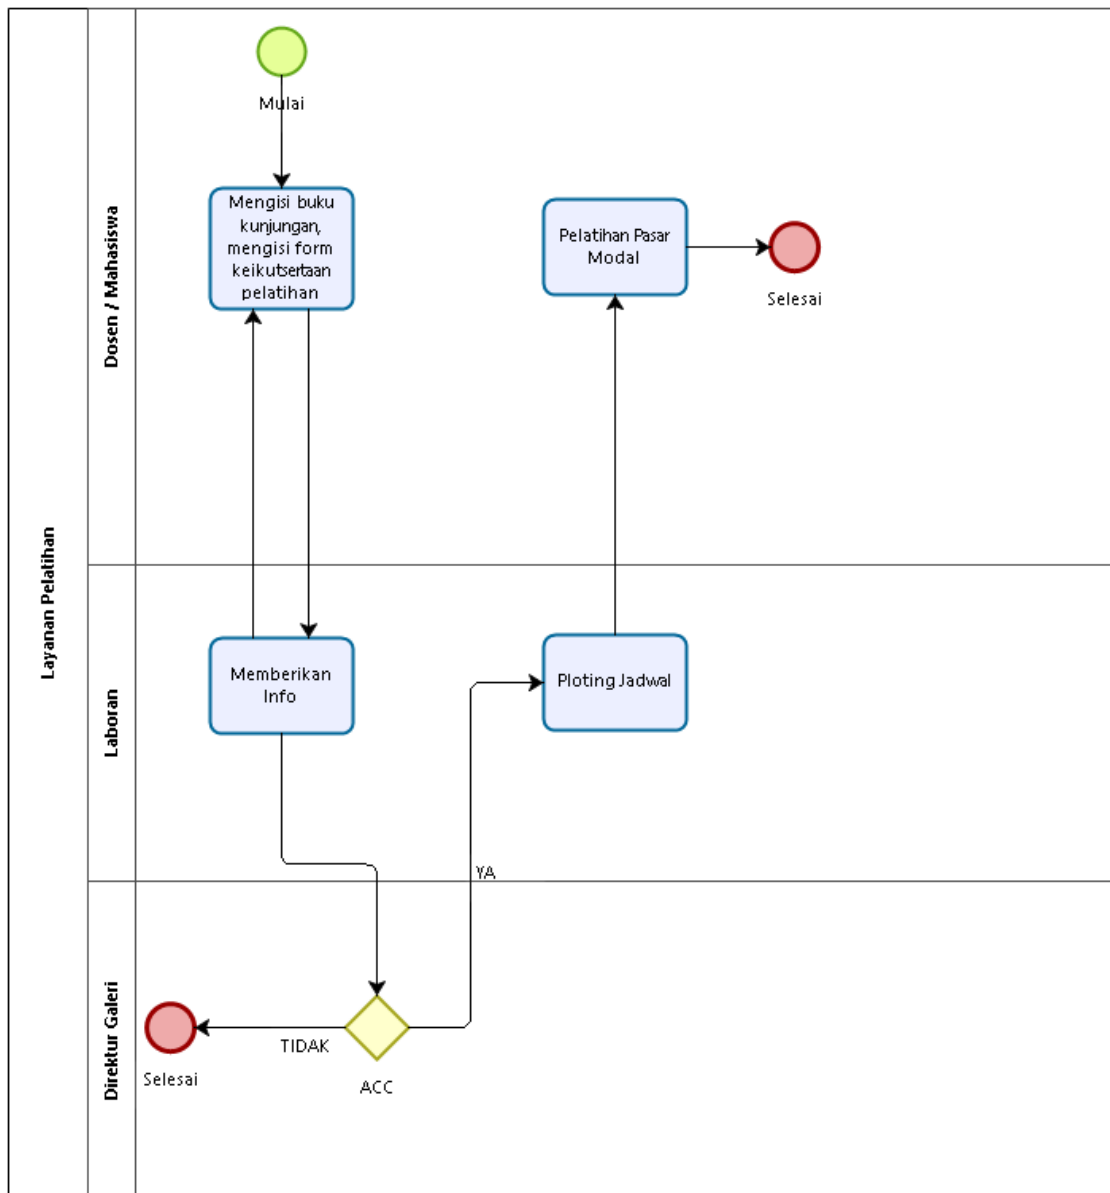 Layanan Pelatihan
Dosen / Mahasiswa
Mulai
Mengisi buku
kunjungan,
mengisi form
keikutsertaan
pelatihan
Pelatihan Pasar
Modal
Selesai
Laboran
Memberikan
Info
Ploting Jadwal
YA
Direktur Galeri
TIDAK
Selesai
ACC